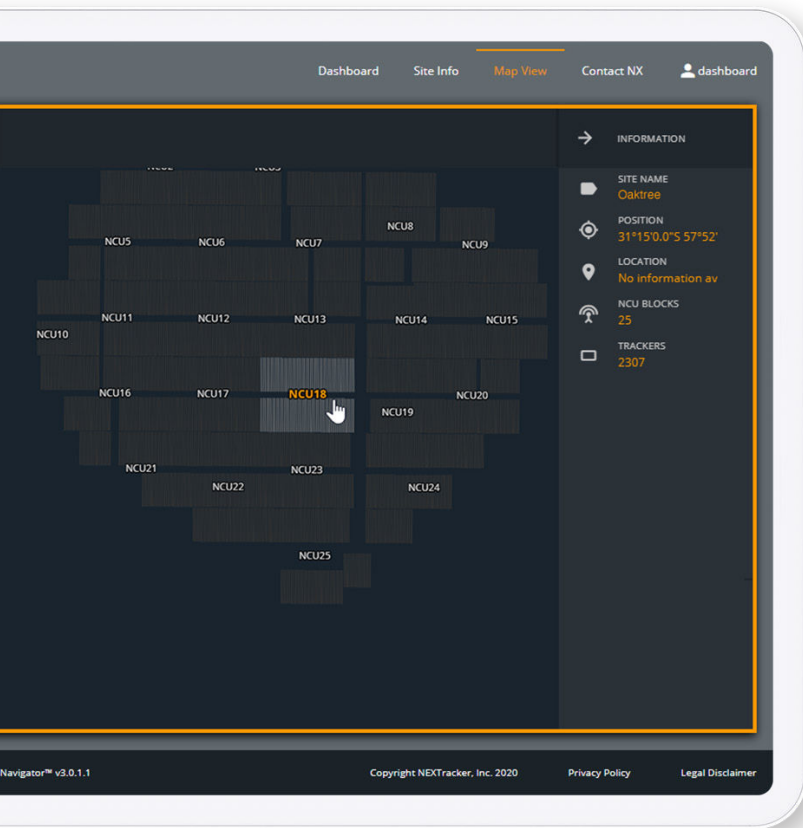 Dashboard Site Info Map View Contact NX dashboard
INFORMATION
SITE NAME
Oaktree
POSITION
31°15'0.0"S 57°52'
LOCATION
No information av
NCU BLOCKS
25
TRACKERS
2307
NCU8
NCU5 NCU6 NCU7 NCU9
NCU11 NCU12 NCU13 NCU14 NCU15
NCU10
NCU16 NCU17 NCU18 NCU20
NCU19
NCU21 NCU23
NCU22 NCU24
NCU25
Navigator™ v3.0.1.1 Copyright NEXTracker, Inc. 2020 Privacy Policy Legal Disclaimer